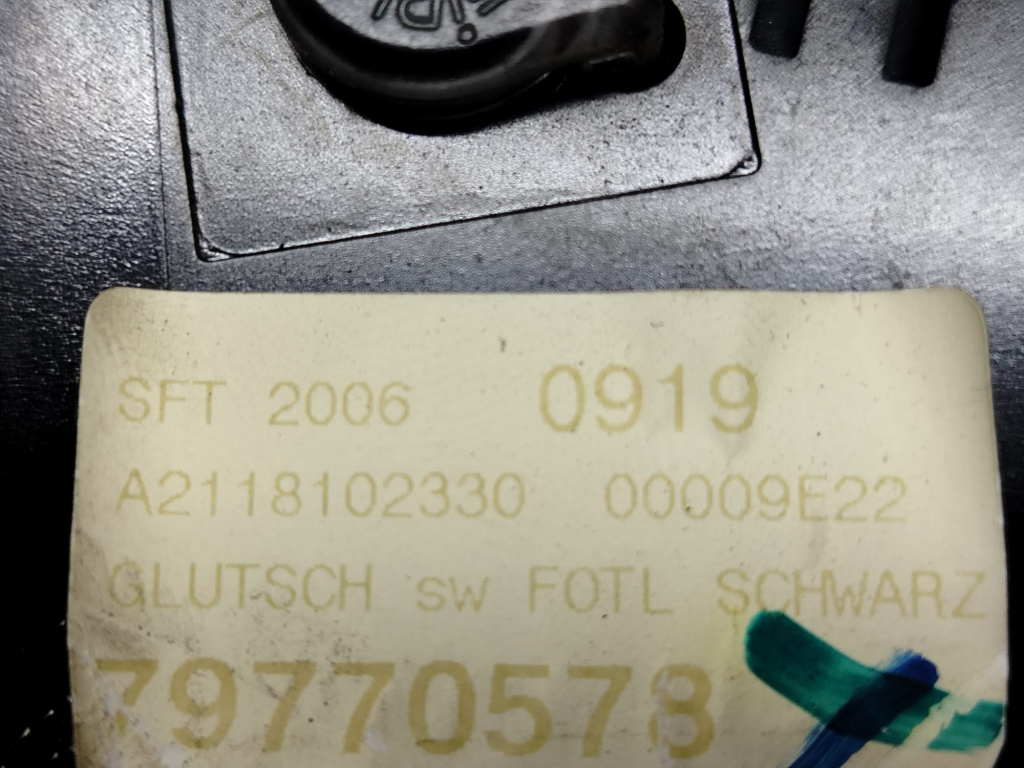 SFT 2006 0919
A2118102330 00009E22
GLUTSCH sw FOTL SCHWARZ
79770578